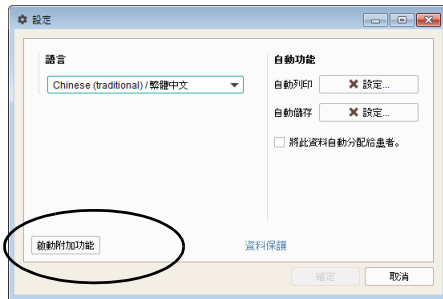 設定
語言
Chinese (traditional) / 繁體中文
自動功能
自動列印
設定...
自動儲存
設定...
將此資料自動分配給患者。
啟動附加功能
資料保護
確定
取消